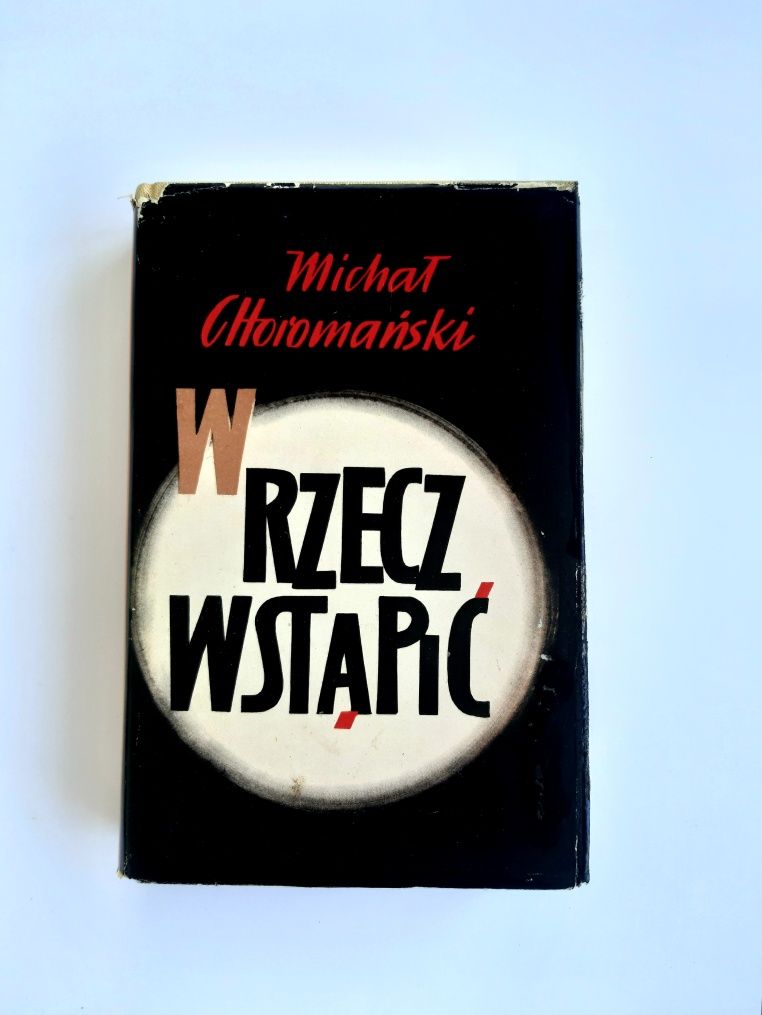 Michał
Choromański
W
RZECZ
WSTĄPIĆ